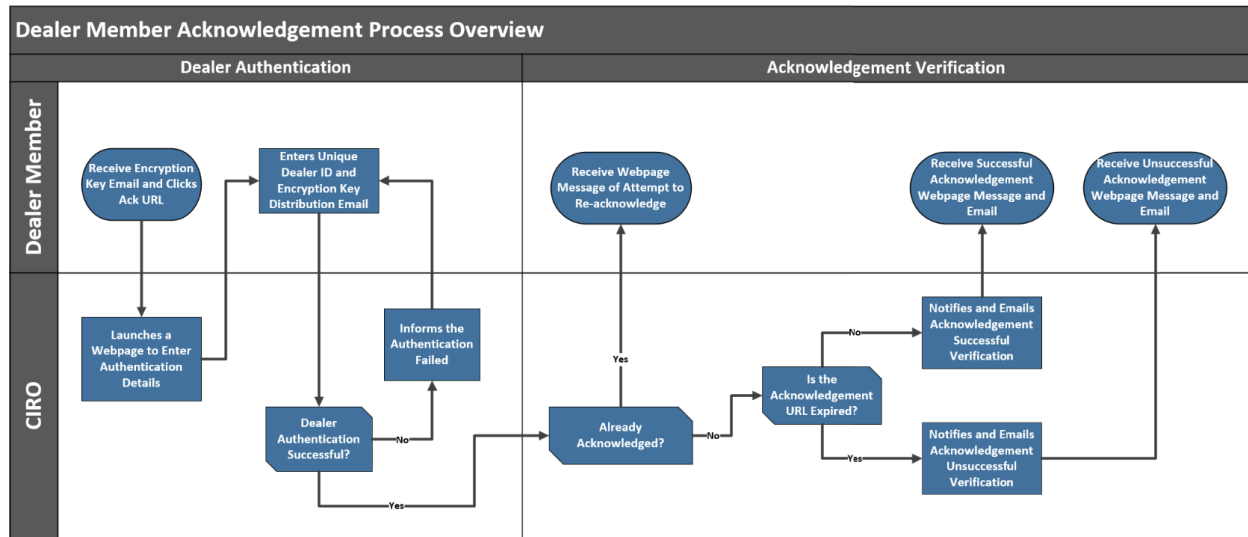 Dealer Member Acknowledgement Process Overview
Dealer Authentication
Acknowledgement Verification
Dealer Member
Receive Encryption
Key Email and Clicks
Ack URL
Enters Unique
Dealer ID and
Encryption Key
Distribution Email
Receive Webpage
Message of Attempt to
Re-acknowledge
Receive Successful
Acknowledgement
Webpage Message and
Email
Receive Unsuccessful
Acknowledgement
Webpage Message and
Email
CIRO
Launches a
Webpage to Enter
Authentication
Details
Informs the
Authentication
Failed
Dealer
Authentication
Successful?
No
Yes
Already
Acknowledged?
Yes
No
Is the
Acknowledgement
URL Expired?
No
Yes
Notifies and Emails
Acknowledgement
Successful
Verification
Notifies and Emails
Acknowledgement
Unsuccessful
Verification